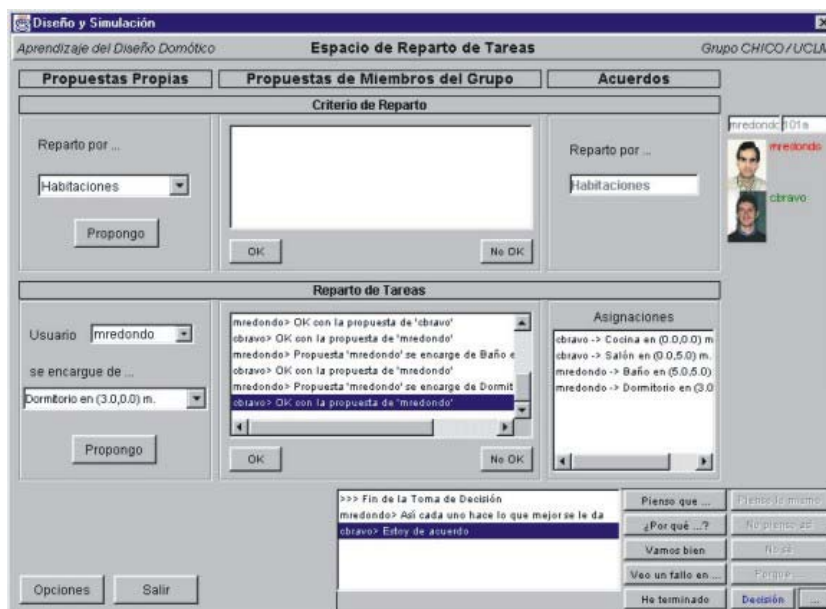 Diseño y Simulación
Aprendizaje del Diseño Domótico
Espacio de Reparto de Tareas
Grupo CHICO/UCLM
Propuestas Propias
Propuestas de Miembros del Grupo
Acuerdos
Criterio de Reparto
Reparto por ...
Habitaciones
Propongo
OK
No OK
Reparto por ...
Habitaciones
mredondo 101a
mredondo
cbravo
Reparto de Tareas
Usuario mredondo
se encargue de ...
Dormitorio en (3.0,0.0) m.
Propongo
mredondo> OK con la propuesta de 'cbravo'
cbravo> OK con la propuesta de 'mredondo'
mredondo> Propuesta 'mredondo' se encarge de Baño e
cbravo> OK con la propuesta de 'mredondo'
mredondo> Propuesta 'mredondo' se encarge de Dormit
cbravo> OK con la propuesta de 'mredondo'
OK
No OK
Asignaciones
cbravo -> Cocina en (0.0,0.0) m
cbravo -> Salón en (0.0,5.0) m.
mredondo -> Baño en (5.0,5.0)
mredondo -> Dormitorio en (3.0
>>> Fin de la Toma de Decisión
mredondo> Así cada uno hace lo que mejor se le da
cbravo> Estoy de acuerdo
Pienso que ...
Pienso lo mismo
¿Por qué ...?
No pienso así
Vamos bien
No sé
Veo un fallo en ...
Porque ...
He terminado
Decisión
...
Opciones
Salir